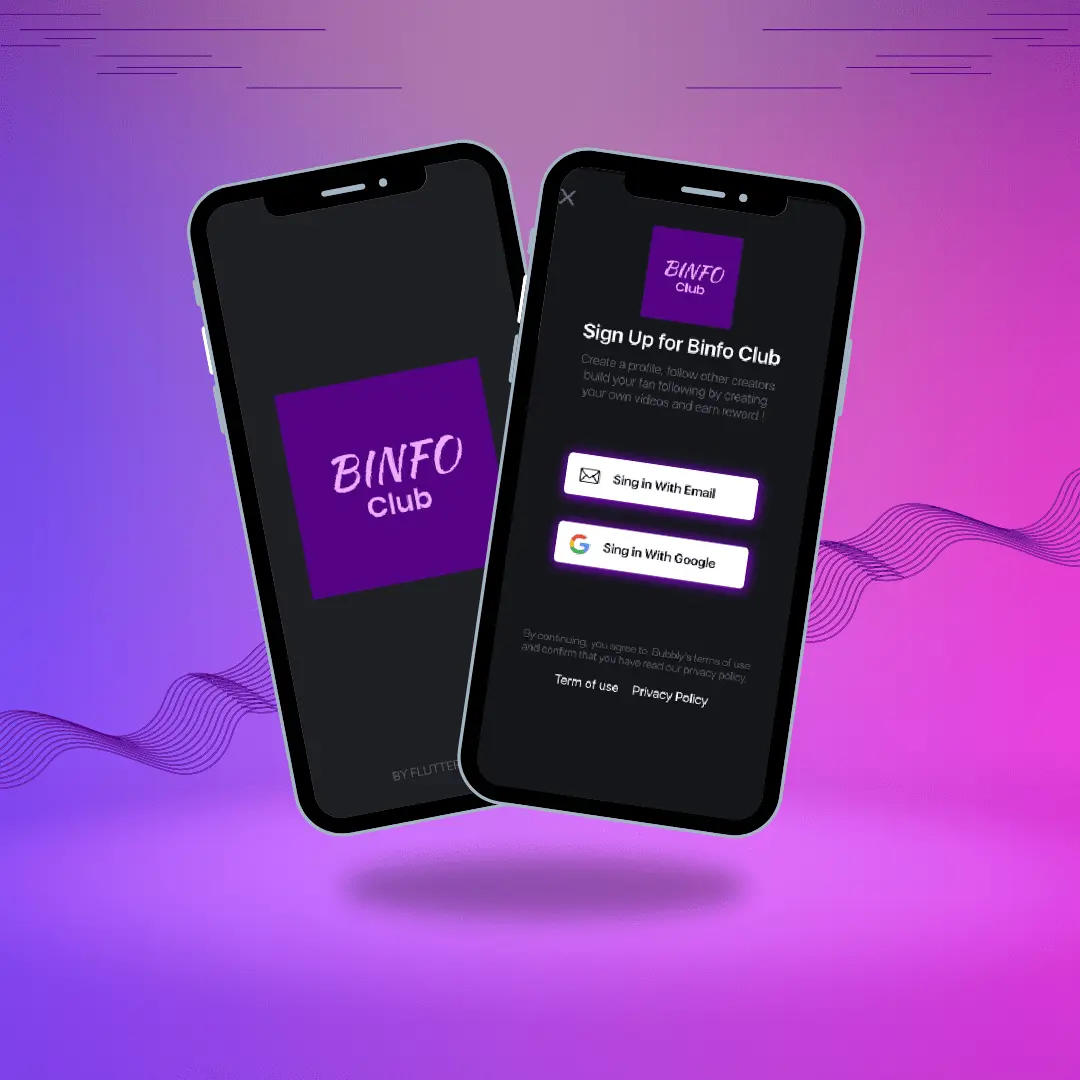 BINFO
Club
BY FLUTTER
BINFO
Club
Sign Up for Binfo Club
Create a profile, follow other creators
build your fan following by creating
your own videos and earn reward !
Sing in With Email
Sing in With Google
By continuing, you agree to Bubbly's terms of use
and confirm that you have read our privacy policy.
Term of use Privacy Policy